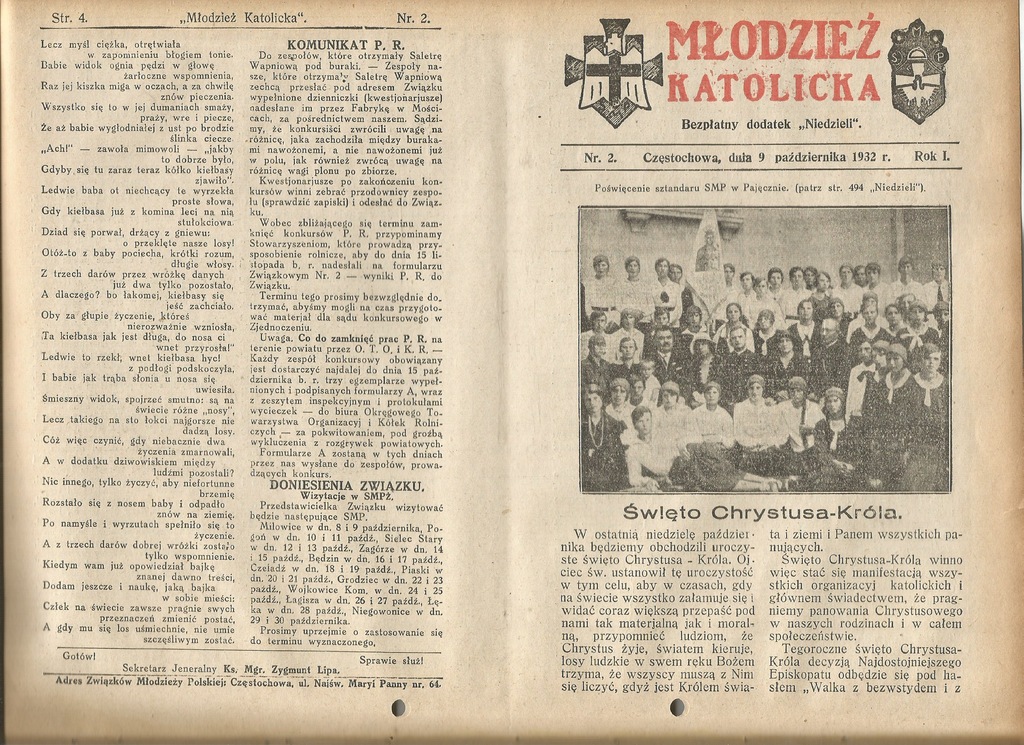 Str. 4.
„Młodzież Katolicka".
Nr. 2.
Lecz myśl ciężka, otrętwiała
w zapomnieniu błogiem tonie.
Babie widok ognia pędzi w głowę
żarłoczne wspomnienia,
Raz jej kiszka miga w oczach, a za chwilę
znów pieczenia.
Wszystko się to w jej dumaniach smaży,
praży, wre i piecze,
Że aż babie wygłodniałej z ust po brodzie
ślinka ciecze.
„Ach!" — zawoła mimowoli — „jakby
to dobrze było,
Gdyby się tu zaraz teraz kółko kiełbasy
zjawiło".
Ledwie baba ot niechcący te wyrzekła
proste słowa,
Gdy kiełbasa już z komina leci na nią
stułokciowa.
Dziad się porwał, drżący z gniewu:
o przeklęte nasze losy!
Otóż-to z baby pociecha, krótki rozum,
długie włosy.
Z trzech darów przez wróżkę danych
już dwa tylko pozostało,
A dlaczego? bo łakomej, kiełbasy się
jeść zachciało.
Oby za głupie życzenie, któreś
nierozważnie wzniosła,
Ta kiełbasa jak jest długa, do nosa ci
wnet przyrosła!"
Ledwie to rzekł, wnet kiełbasa hyc!
z podłogi podskoczyła,
I babie jak trąba słonia u nosa się
uwiesiła.
Śmieszny widok, spojrzeć smutno: są na
świecie różne „nosy",
Lecz takiego na sto łokci najgorsze nie
dadzą losy.
Cóż więc czynić, gdy niebacznie dwa
życzenia zmarnowali,
A w dodatku dziwowiskiem między
ludźmi pozostali?
Nic innego, tylko życzyć, aby niefortunne
brzemię
Rozstało się z nosem baby i odpadło
znów na ziemię.
Po namyśle i wyrzutach spełniło się to
życzenie.
A z trzech darów dobrej wróżki zostało
tylko wspomnienie.
Kiedym wam już opowiedział bajkę
znanej dawno treści,
Dodam jeszcze i naukę, jaką bajka
w sobie mieści:
Człek na świecie zawsze pragnie swych
przeznaczeń zmienić postać,
A gdy mu się los uśmiechnie, nie umie
szczęśliwym zostać.
KOMUNIKAT P. R.
Do zespołów, które otrzymały Saletrę
Wapniową pod buraki. — Zespoły na-
sze, które otrzymały Saletrę Wapniową
zechcą przesłać pod adresem Związku
wypełnione dzienniczki (kwestjonarjusze)
nadesłane im przez Fabrykę w Mości-
cach, za pośrednictwem naszem. Sądzi-
my, że konkursiści zwrócili uwagę na
różnicę, jaka zachodziła między buraka-
mi nawożonemi, a nie nawożonemi już
w polu, jak również zwrócą uwagę na
różnicę wagi plonu po zbiorze.
Kwestjonarjusze po zakończeniu kon-
kursów winni zebrać przodownicy zespo-
łu (sprawdzić zapiski) i odesłać do Związ-
ku.
Wobec zbliżającego się terminu zam-
knięć konkursów P. R. przypominamy
Stowarzyszeniom, które prowadzą przy-
sposobienie rolnicze, aby do dnia 15 li-
stopada b. r. nadesłali na formularzu
Związkowym Nr. 2 — wyniki P. R. do
Związku.
Terminu tego prosimy bezwzględnie do-
trzymać, abyśmy mogli na czas przygoto-
wać materjał dla sądu konkursowego w
Zjednoczeniu.
Uwaga. Co do zamknięć prac P. R. na
terenie powiatu przez O. T. O. i K. R. —
Każdy zespół konkursowy obowiązany
jest dostarczyć najdalej do dnia 15 paź-
dziernika b. r. trzy egzemplarze wypeł-
nionych i podpisanych formularzy A, wraz
z zeszytem inspekcyjnym i protokułami
wycieczek — do biura Okręgowego To-
warzystwa Organizacyj i Kółek Rolni-
czych — za pokwitowaniem, pod groźbą
wykluczenia z rozgrywek powiatowych.
Formularze A zostaną w tych dniach
przez nas wysłane do zespołów, prowa-
dzących konkurs.
DONIESIENIA ZWIĄZKU.
Wizytacje w SMPż.
Przedstawicielka Związku wizytować
będzie następujące SMP.
Miłowice w dn. 8 i 9 października, Po-
goń w dn. 10 i 11 paźdź., Sielec Stary
w dn. 12 i 13 paźdź., Zagórze w dn. 14
i 15 paźdź., Będzin w dn. 16 i 17 paźdź.,
Czeladź w dn. 18 i 19 paźdź., Piaski w
dn. 20 i 21 paźdź., Grodziec w dn. 22 i 23
paźdź., Wojkowice Kom. w dn. 24 i 25
paźdź., Łagisza w dn. 26 i 27 paźdź., Łę-
ka w dn. 28 paźdź., Niegowonice w dn.
29 i 30 października.
Prosimy uprzejmie o zastosowanie się
do terminu wyznaczonego.
Gotów!
Sprawie służ!
Sekretarz Jeneralny Ks. Mgr. Zygmunt Lipa.
Adres Związków Młodzieży Polskiej: Częstochowa, ul. Najśw. Maryi Panny nr. 64.
MŁODZIEŻ
KATOLICKA
S P
Bezpłatny dodatek „Niedzieli".
Nr. 2.
Częstochowa, dnia 9 października 1932 r.
Rok I.
Poświęcenie sztandaru SMP w Pajęcznie. (patrz str. 494 „Niedzieli").
Święto Chrystusa-Króla.
W ostatnią niedzielę paździer-
nika będziemy obchodzili uroczy-
ste święto Chrystusa - Króla. Oj-
ciec św. ustanowił tę uroczystość
w tym celu, aby w czasach, gdy
na świecie wszystko załamuje się i
widać coraz większą przepaść pod
nami tak materjalną jak i moral-
ną, przypomnieć ludziom, że
Chrystus żyje, światem kieruje,
losy ludzkie w swem ręku Bożem
trzyma, że wszyscy muszą z Nim
się liczyć, gdyż jest Królem świa-
ta i ziemi i Panem wszystkich pa-
nujących.
Święto Chrystusa-Króla winno
więc stać się manifestacją wszy-
stkich organizacyj katolickich i
głównem świadectwem, że prag-
niemy panowania Chrystusowego
w naszych rodzinach i w całem
społeczeństwie.
Tegoroczne święto Chrystusa-
Króla decyzją Najdostojniejszego
Episkopatu odbędzie się pod ha-
słem „Walka z bezwstydem i z